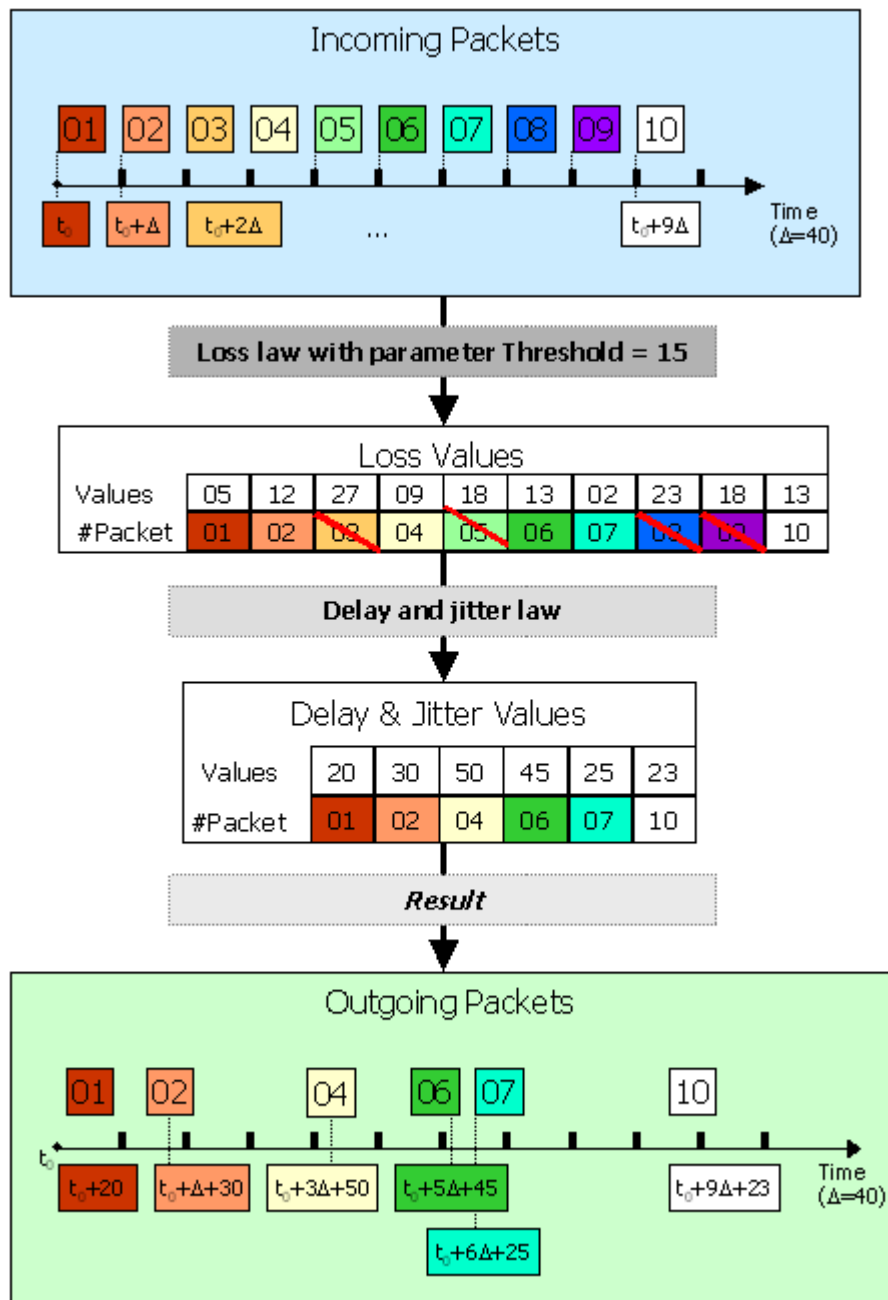 Incoming Packets
01 02 03 04 05 06 07 08 09 10
t₀ t₀+Δ t₀+2Δ ... t₀+9Δ Time
(Δ=40)
Loss law with parameter Threshold = 15
Loss Values
Values 05 12 27 09 18 13 02 23 18 13
#Packet 01 02 03 04 05 06 07 08 09 10
Delay and jitter law
Delay & Jitter Values
Values 20 30 50 45 25 23
#Packet 01 02 04 06 07 10
Result
Outgoing Packets
01 02 04 06 07 10
t₀
t₀+20 t₀+Δ+30 t₀+3Δ+50 t₀+5Δ+45 t₀+9Δ+23 Time
(Δ=40)
t₀+6Δ+25